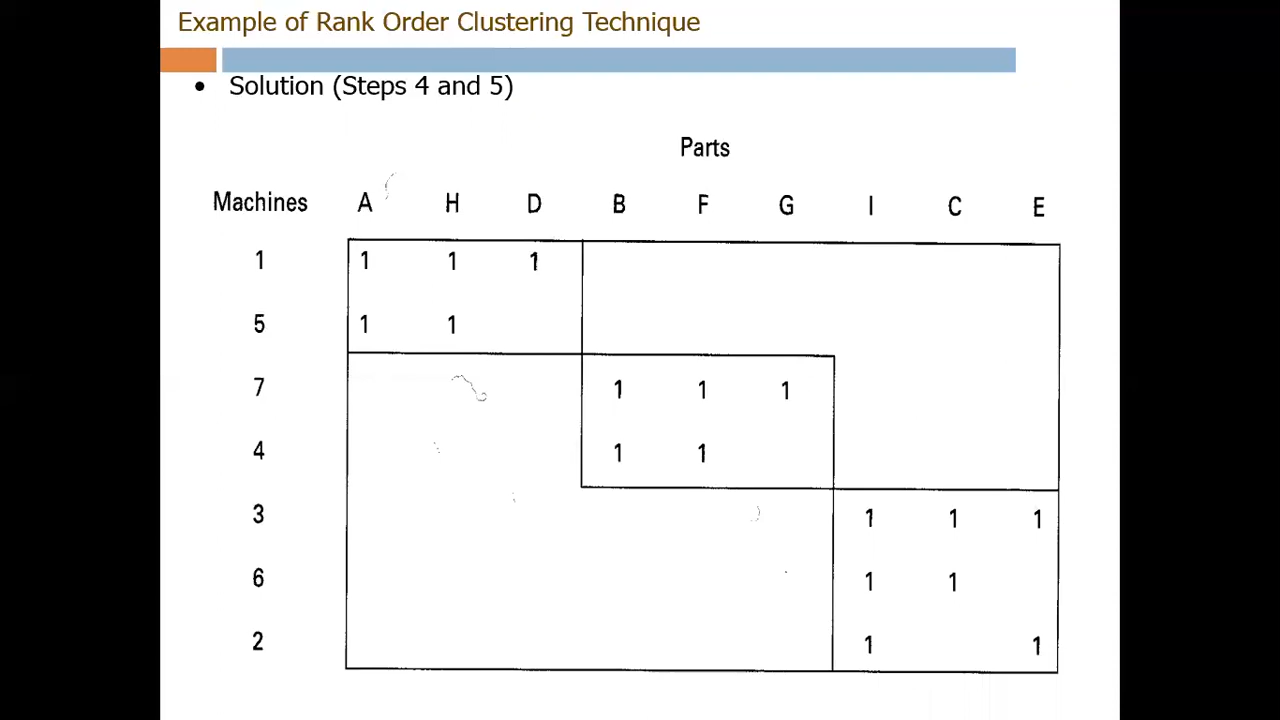 Example of Rank Order Clustering Technique
• Solution (Steps 4 and 5)
Parts
Machines A H D B F G I C E
1 1 1 1
5 1 1
7 1 1 1
4 1 1
3 1 1 1
6 1 1
2 1 1